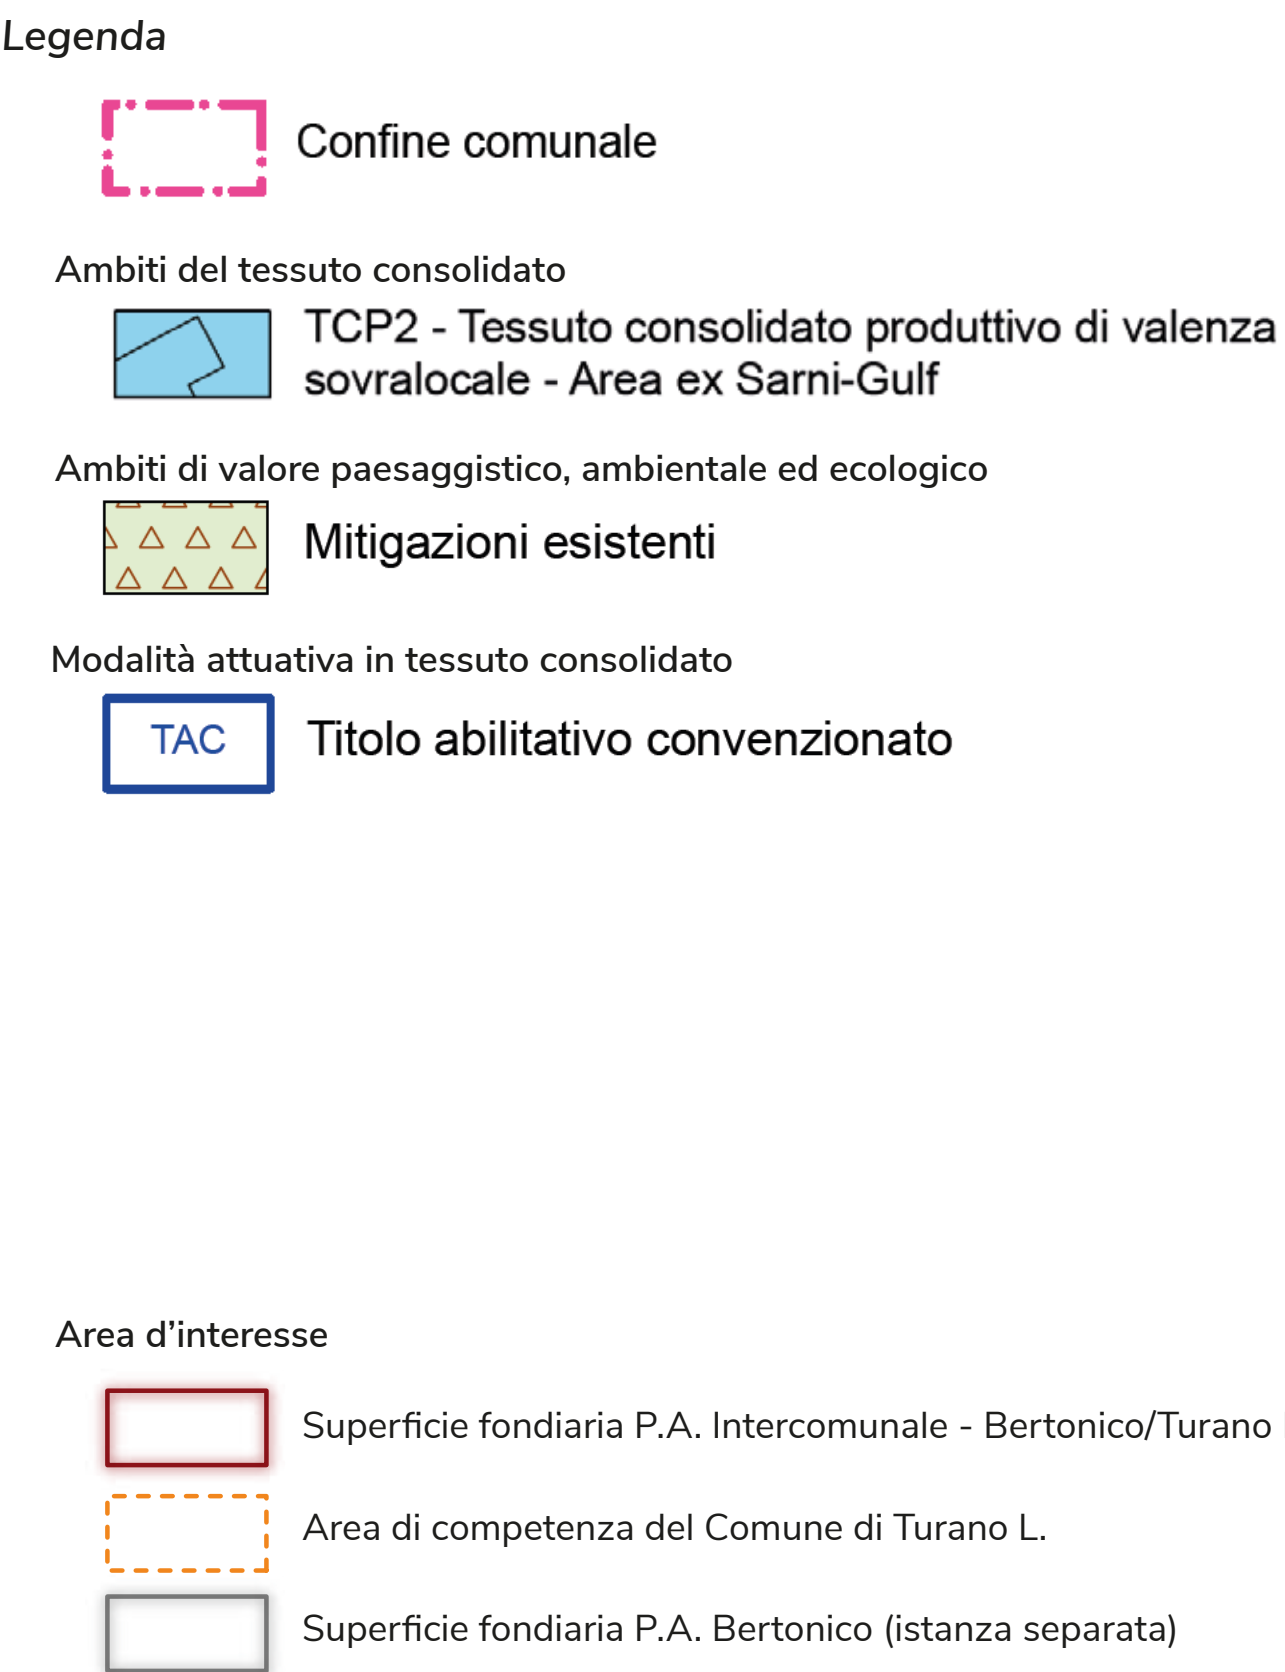 Legenda
Confine comunale
Ambiti del tessuto consolidato
TCP2 - Tessuto consolidato produttivo di valenza
sovralocale - Area ex Sarni-Gulf
Ambiti di valore paesaggistico, ambientale ed ecologico
Mitigazioni esistenti
Modalità attuativa in tessuto consolidato
TAC Titolo abilitativo convenzionato
Area d’interesse
Superficie fondiaria P.A. Intercomunale - Bertonico/Turano
Area di competenza del Comune di Turano L.
Superficie fondiaria P.A. Bertonico (istanza separata)